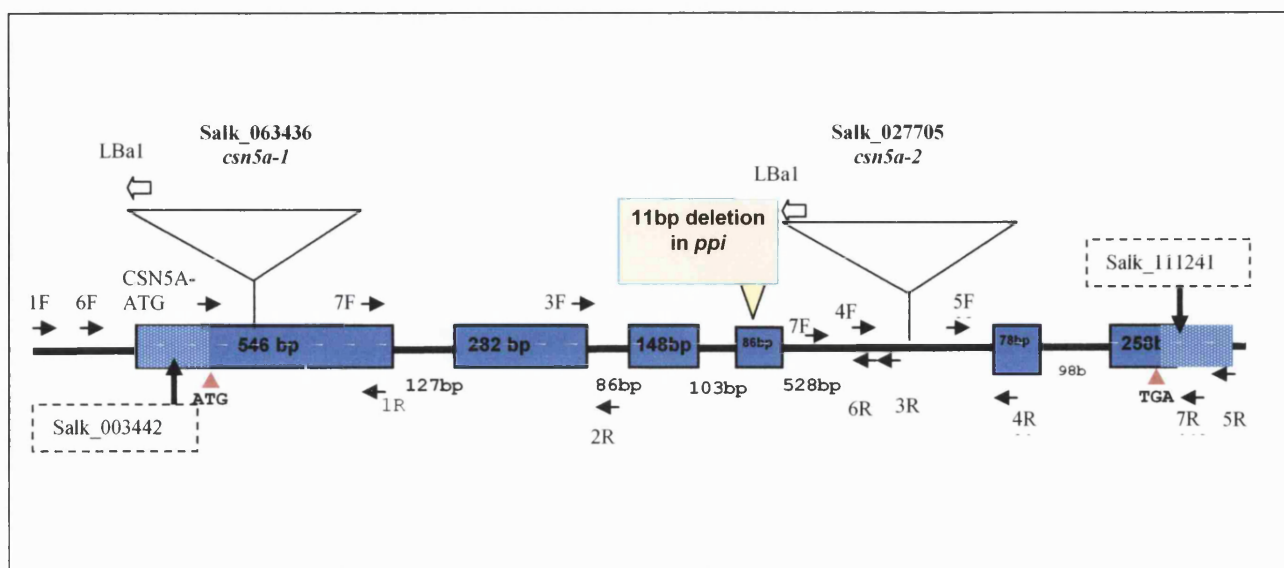 Salk_063436
csn5a-1
LBa1
Salk_027705
csn5a-2
LBa1
11bp deletion
in ppi
Salk_111241
CSN5A-
ATG
1F
6F
7F
3F
7F
4F
5F
546 bp
282 bp
148bp
86bp
78bp
258b
127bp
86bp
103bp
528bp
98b
ATG
1R
2R
6R
3R
4R
TGA
7R
5R
Salk_003442